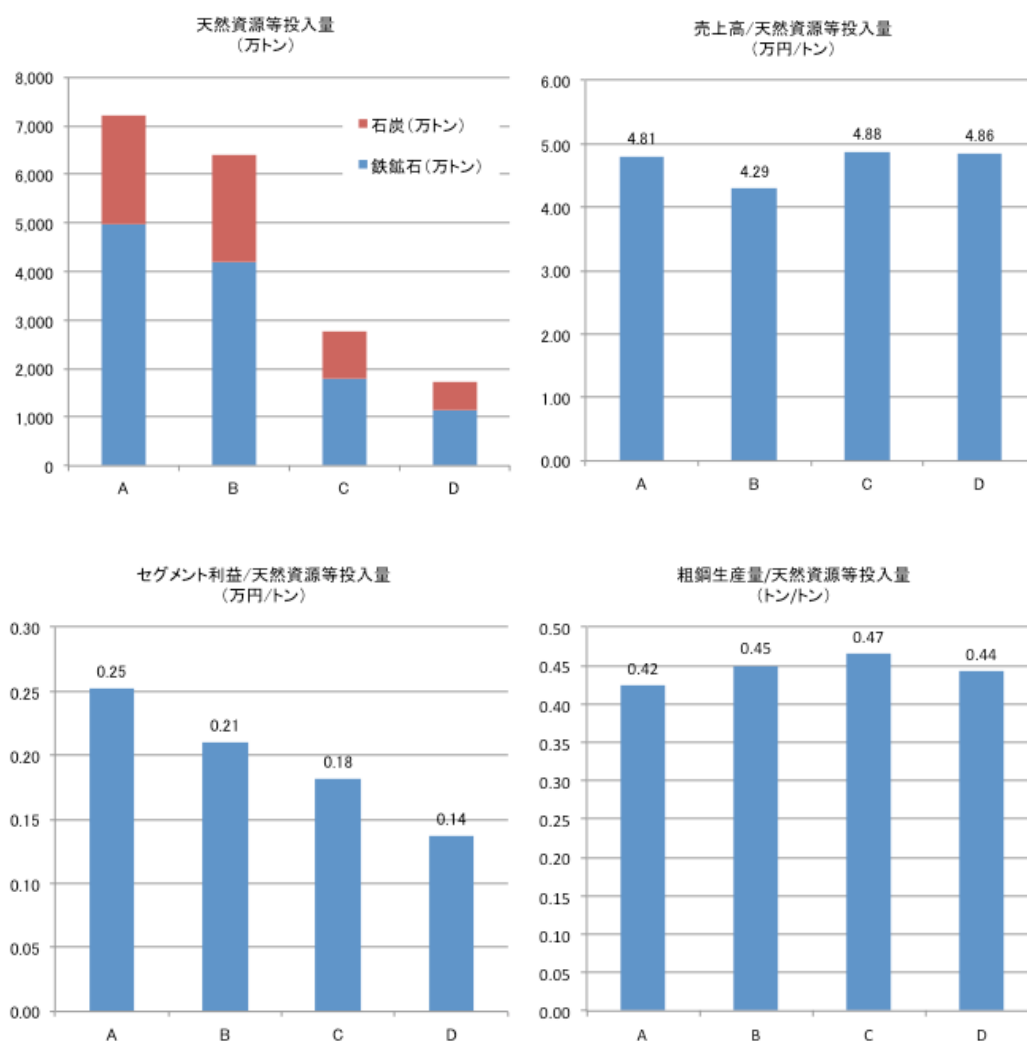 天然資源等投入量
（万トン）
8,000
7,000
6,000
5,000
4,000
3,000
2,000
1,000
0
石炭（万トン）
鉄鉱石（万トン）
A B C D
売上高/天然資源等投入量
（万円/トン）
6.00
5.00
4.00
3.00
2.00
1.00
0.00
4.81 4.29 4.88 4.86
A B C D
セグメント利益/天然資源等投入量
（万円/トン）
0.30
0.25
0.20
0.15
0.10
0.05
0.00
0.25 0.21 0.18 0.14
A B C D
粗鋼生産量/天然資源等投入量
（トン/トン）
0.50
0.45
0.40
0.35
0.30
0.25
0.20
0.15
0.10
0.05
0.00
0.42 0.45 0.47 0.44
A B C D